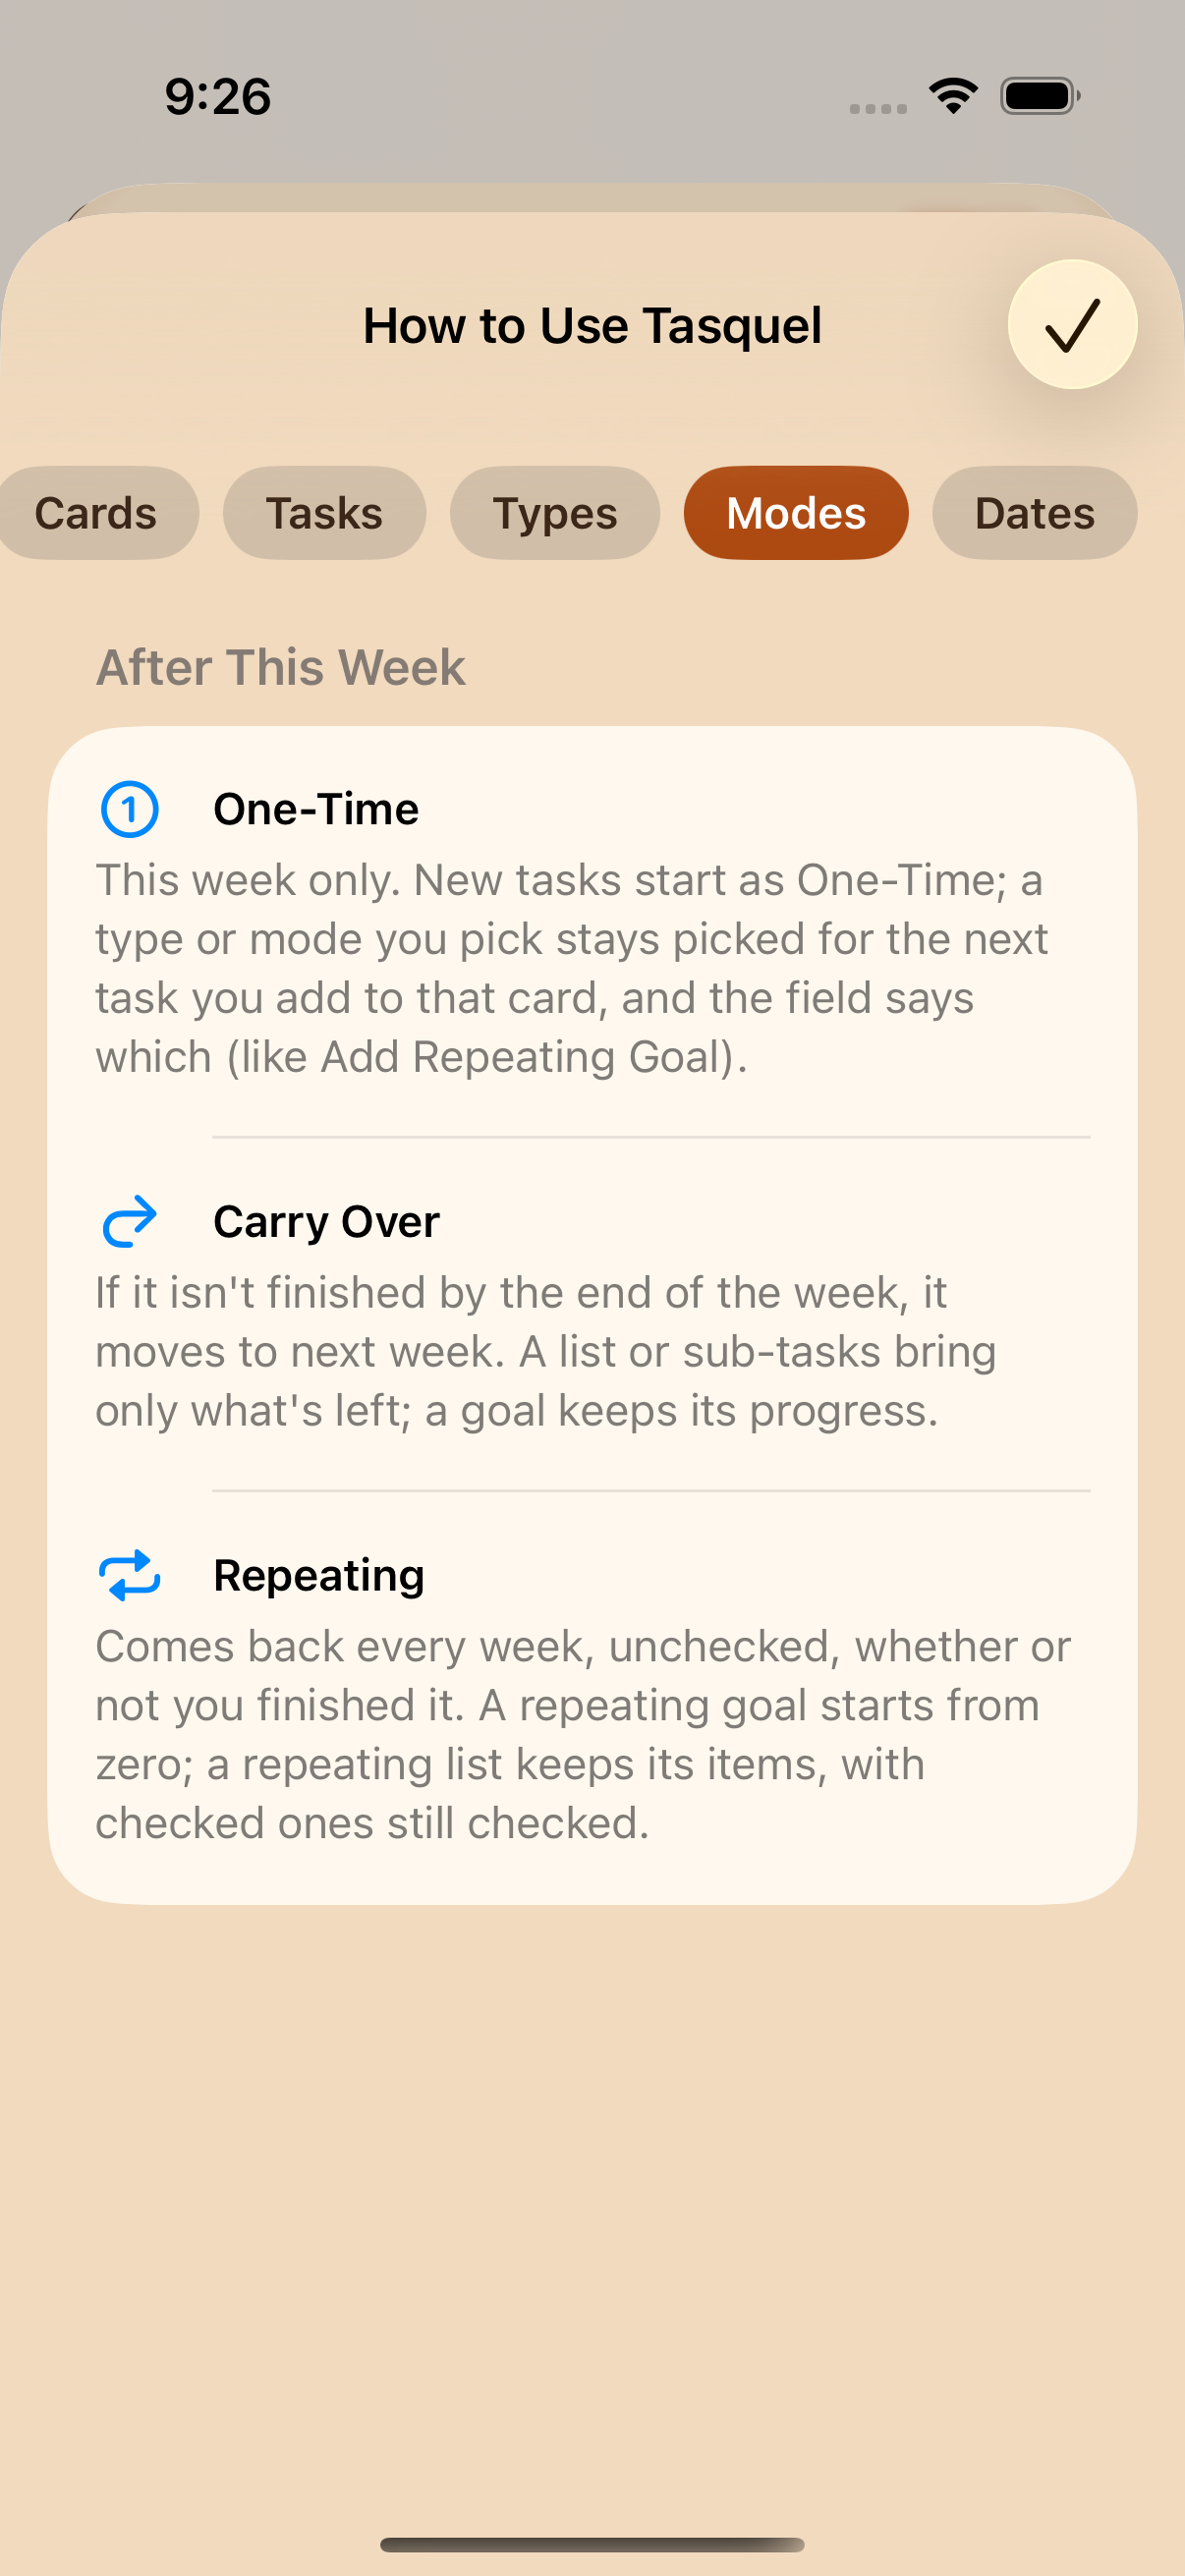 9:26
How to Use Tasquel
Cards Tasks Types Modes Dates
After This Week
1 One-Time
This week only. New tasks start as One-Time; a
type or mode you pick stays picked for the next
task you add to that card, and the field says
which (like Add Repeating Goal).
Carry Over
If it isn't finished by the end of the week, it
moves to next week. A list or sub-tasks bring
only what's left; a goal keeps its progress.
Repeating
Comes back every week, unchecked, whether or
not you finished it. A repeating goal starts from
zero; a repeating list keeps its items, with
checked ones still checked.